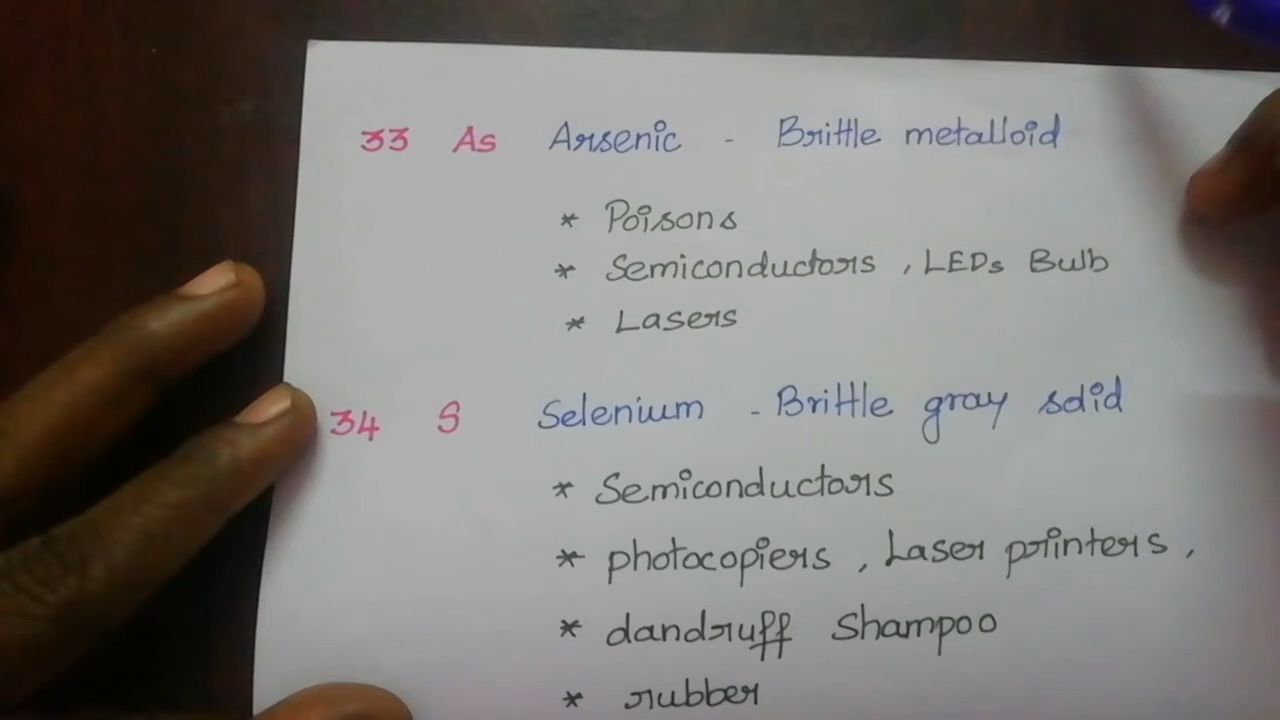 33 As Arsenic - Brittle metalloid
* Poisons
* Semiconductors , LEDs Bulb
* Lasers
34 S Selenium - Brittle gray solid
* Semiconductors
* photocopiers , Laser printers ,
* dandruff Shampoo
* rubber